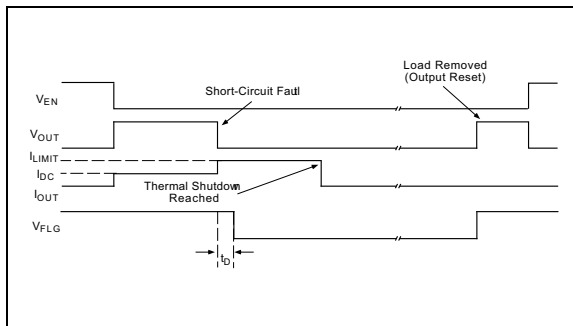 Load Removed
(Output Reset)
VEN
Short-Circuit Fault
VOUT
ILIMIT
IDC
Thermal Shutdown
Reached
IOUT
VFLG
tD